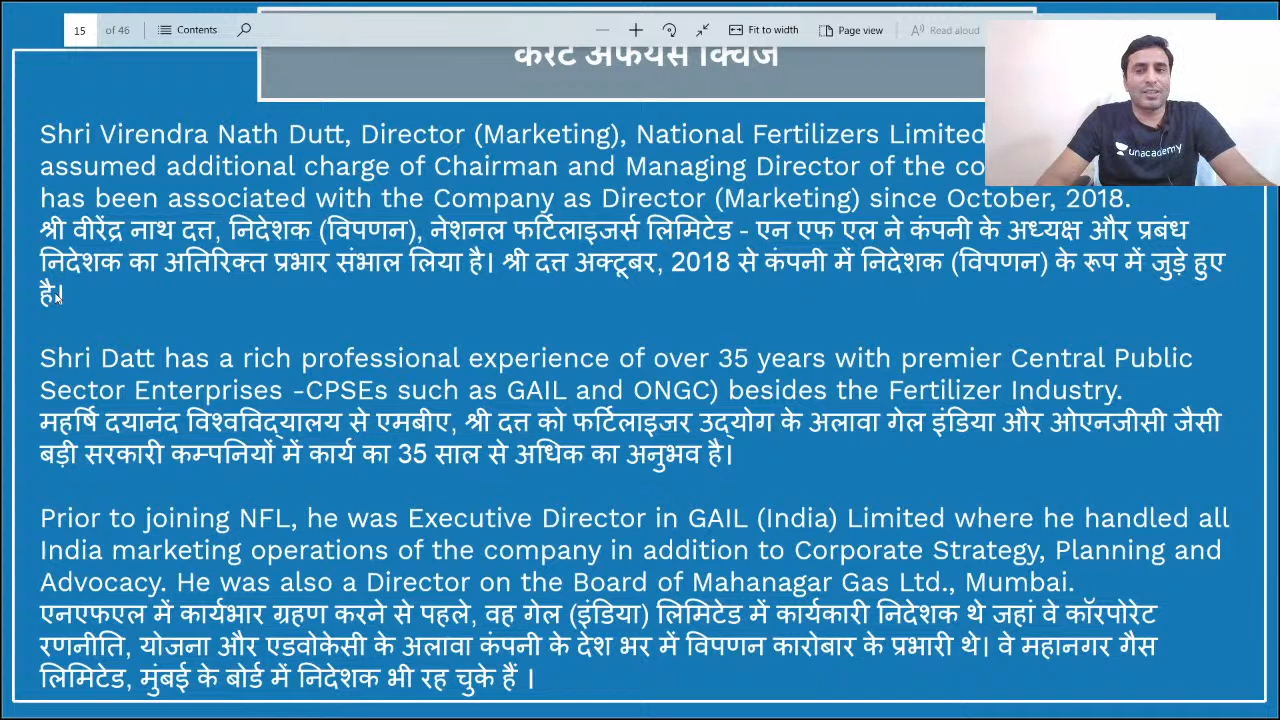 15 of 46 Contents Fit to width Page view Read aloud
करेंट अफेयर्स क्विज
unacademy
Shri Virendra Nath Dutt, Director (Marketing), National Fertilizers Limited
assumed additional charge of Chairman and Managing Director of the co
has been associated with the Company as Director (Marketing) since October, 2018.
श्री वीरेंद्र नाथ दत्त, निदेशक (विपणन), नेशनल फर्टिलाइजर्स लिमिटेड - एन एफ एल ने कंपनी के अध्यक्ष और प्रबंध
निदेशक का अतिरिक्त प्रभार संभाल लिया है। श्री दत्त अक्टूबर, 2018 से कंपनी में निदेशक (विपणन) के रूप में जुड़े हुए
है।
Shri Datt has a rich professional experience of over 35 years with premier Central Public
Sector Enterprises -CPSEs such as GAIL and ONGC) besides the Fertilizer Industry.
महर्षि दयानंद विश्वविद्यालय से एमबीए, श्री दत्त को फर्टिलाइजर उद्योग के अलावा गेल इंडिया और ओएनजीसी जैसी
बड़ी सरकारी कम्पनियों में कार्य का 35 साल से अधिक का अनुभव है।
Prior to joining NFL, he was Executive Director in GAIL (India) Limited where he handled all
India marketing operations of the company in addition to Corporate Strategy, Planning and
Advocacy. He was also a Director on the Board of Mahanagar Gas Ltd., Mumbai.
एनएफएल में कार्यभार ग्रहण करने से पहले, वह गेल (इंडिया) लिमिटेड में कार्यकारी निदेशक थे जहां वे कॉरपोरेट
रणनीति, योजना और एडवोकेसी के अलावा कंपनी के देश भर में विपणन कारोबार के प्रभारी थे। वे महानगर गैस
लिमिटेड, मुंबई के बोर्ड में निदेशक भी रह चुके हैं ।